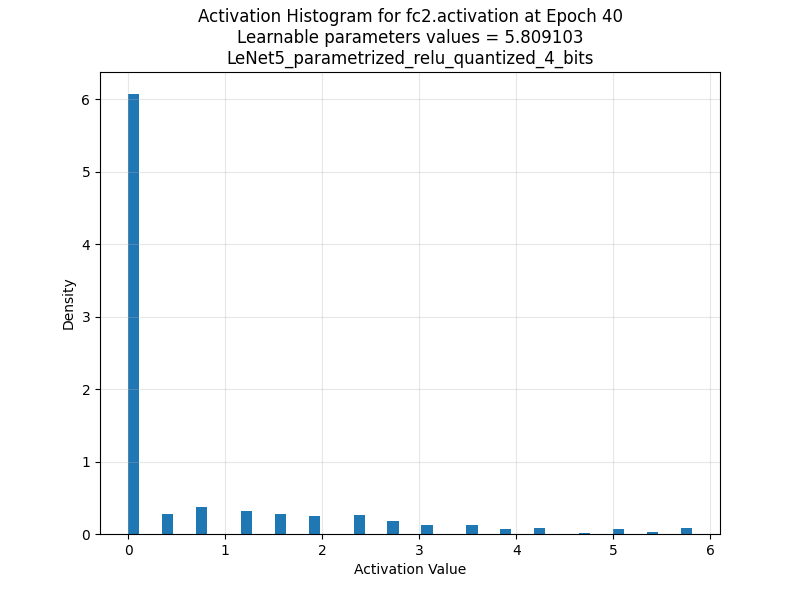 Activation Histogram for fc2.activation at Epoch 40
Learnable parameters values = 5.809103
LeNet5_parametrized_relu_quantized_4_bits
6
5
4
3
2
1
0
Density
0 1 2 3 4 5 6
Activation Value